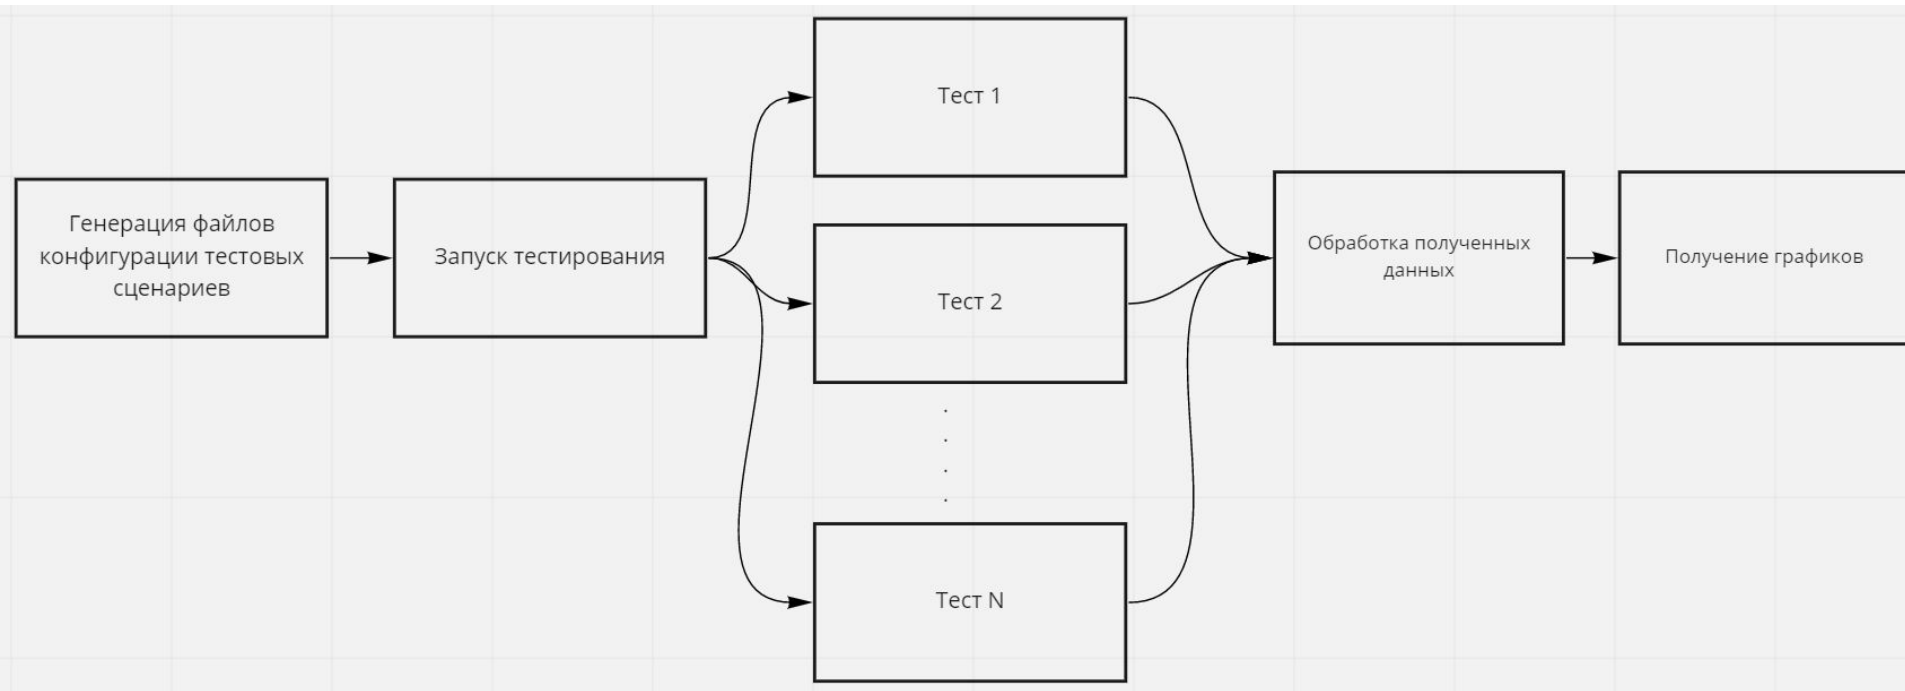 Генерация файлов
конфигурации тестовых
сценариев
Запуск тестирования
Тест 1
Тест 2
.
.
.
.
Тест N
Обработка полученных
данных
Получение графиков